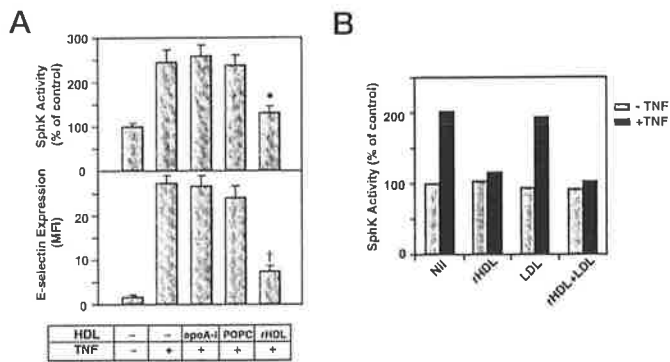 A
SphK Activity
(% of control)
300
250
200
100
0
E-selectin Expression
(MFI)
20
10
0
*
†
HDL – – apoA-I POPC rHDL
TNF – + + + +
B
SphK Activity (% of control)
200
100
0
- TNF
+TNF
Nil
rHDL
LDL
rHDL+LDL